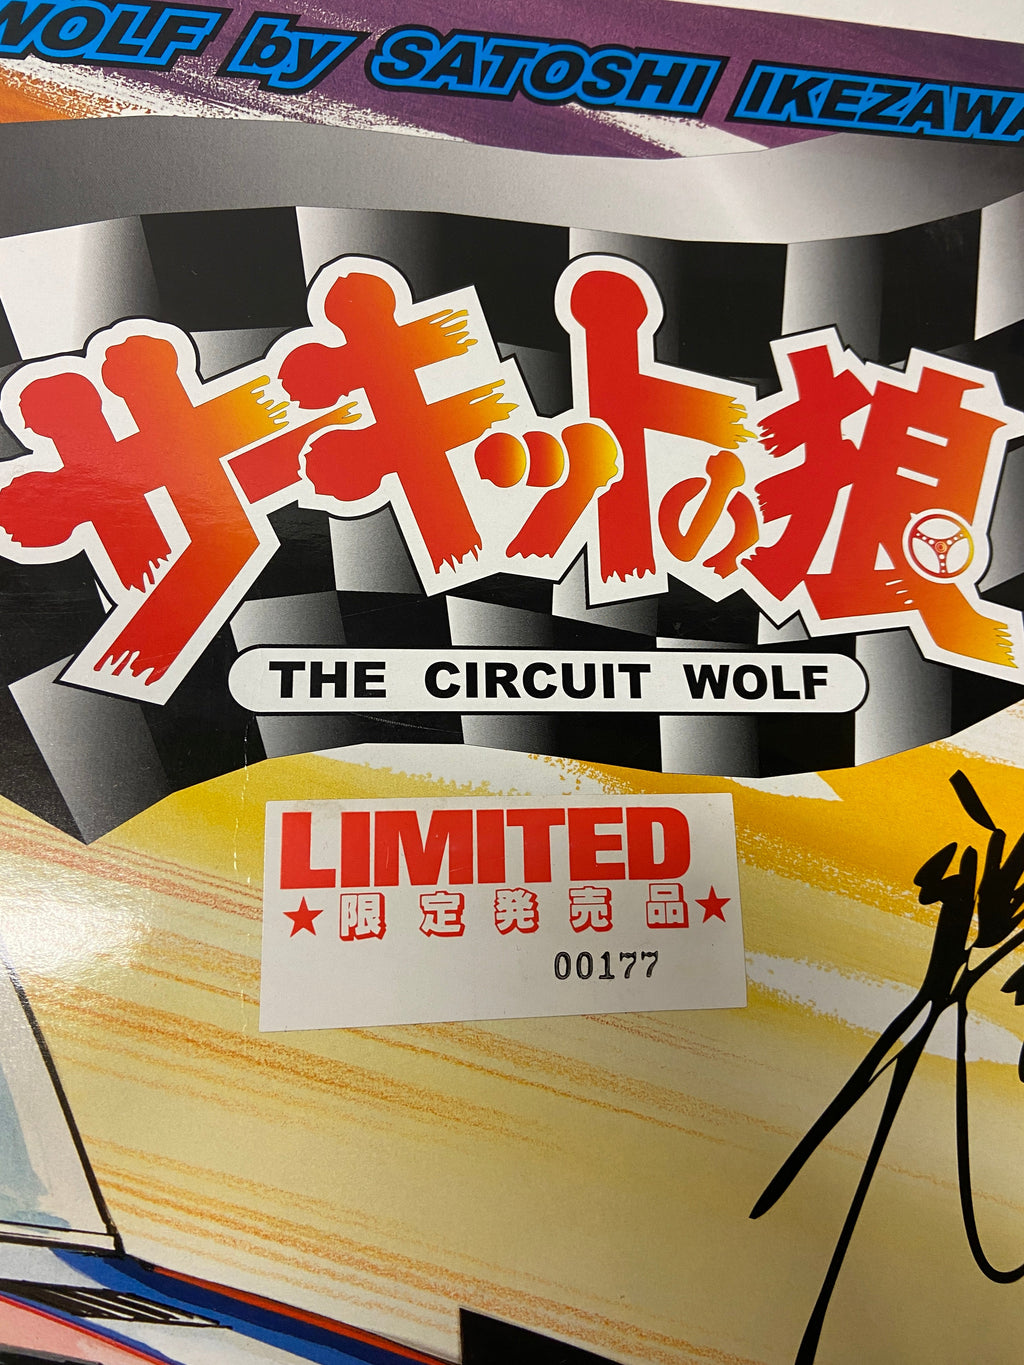 WOLF by SATOSHI IKEZAWA
サーキットの狼
THE CIRCUIT WOLF
LIMITED
★限定発売品★
00177